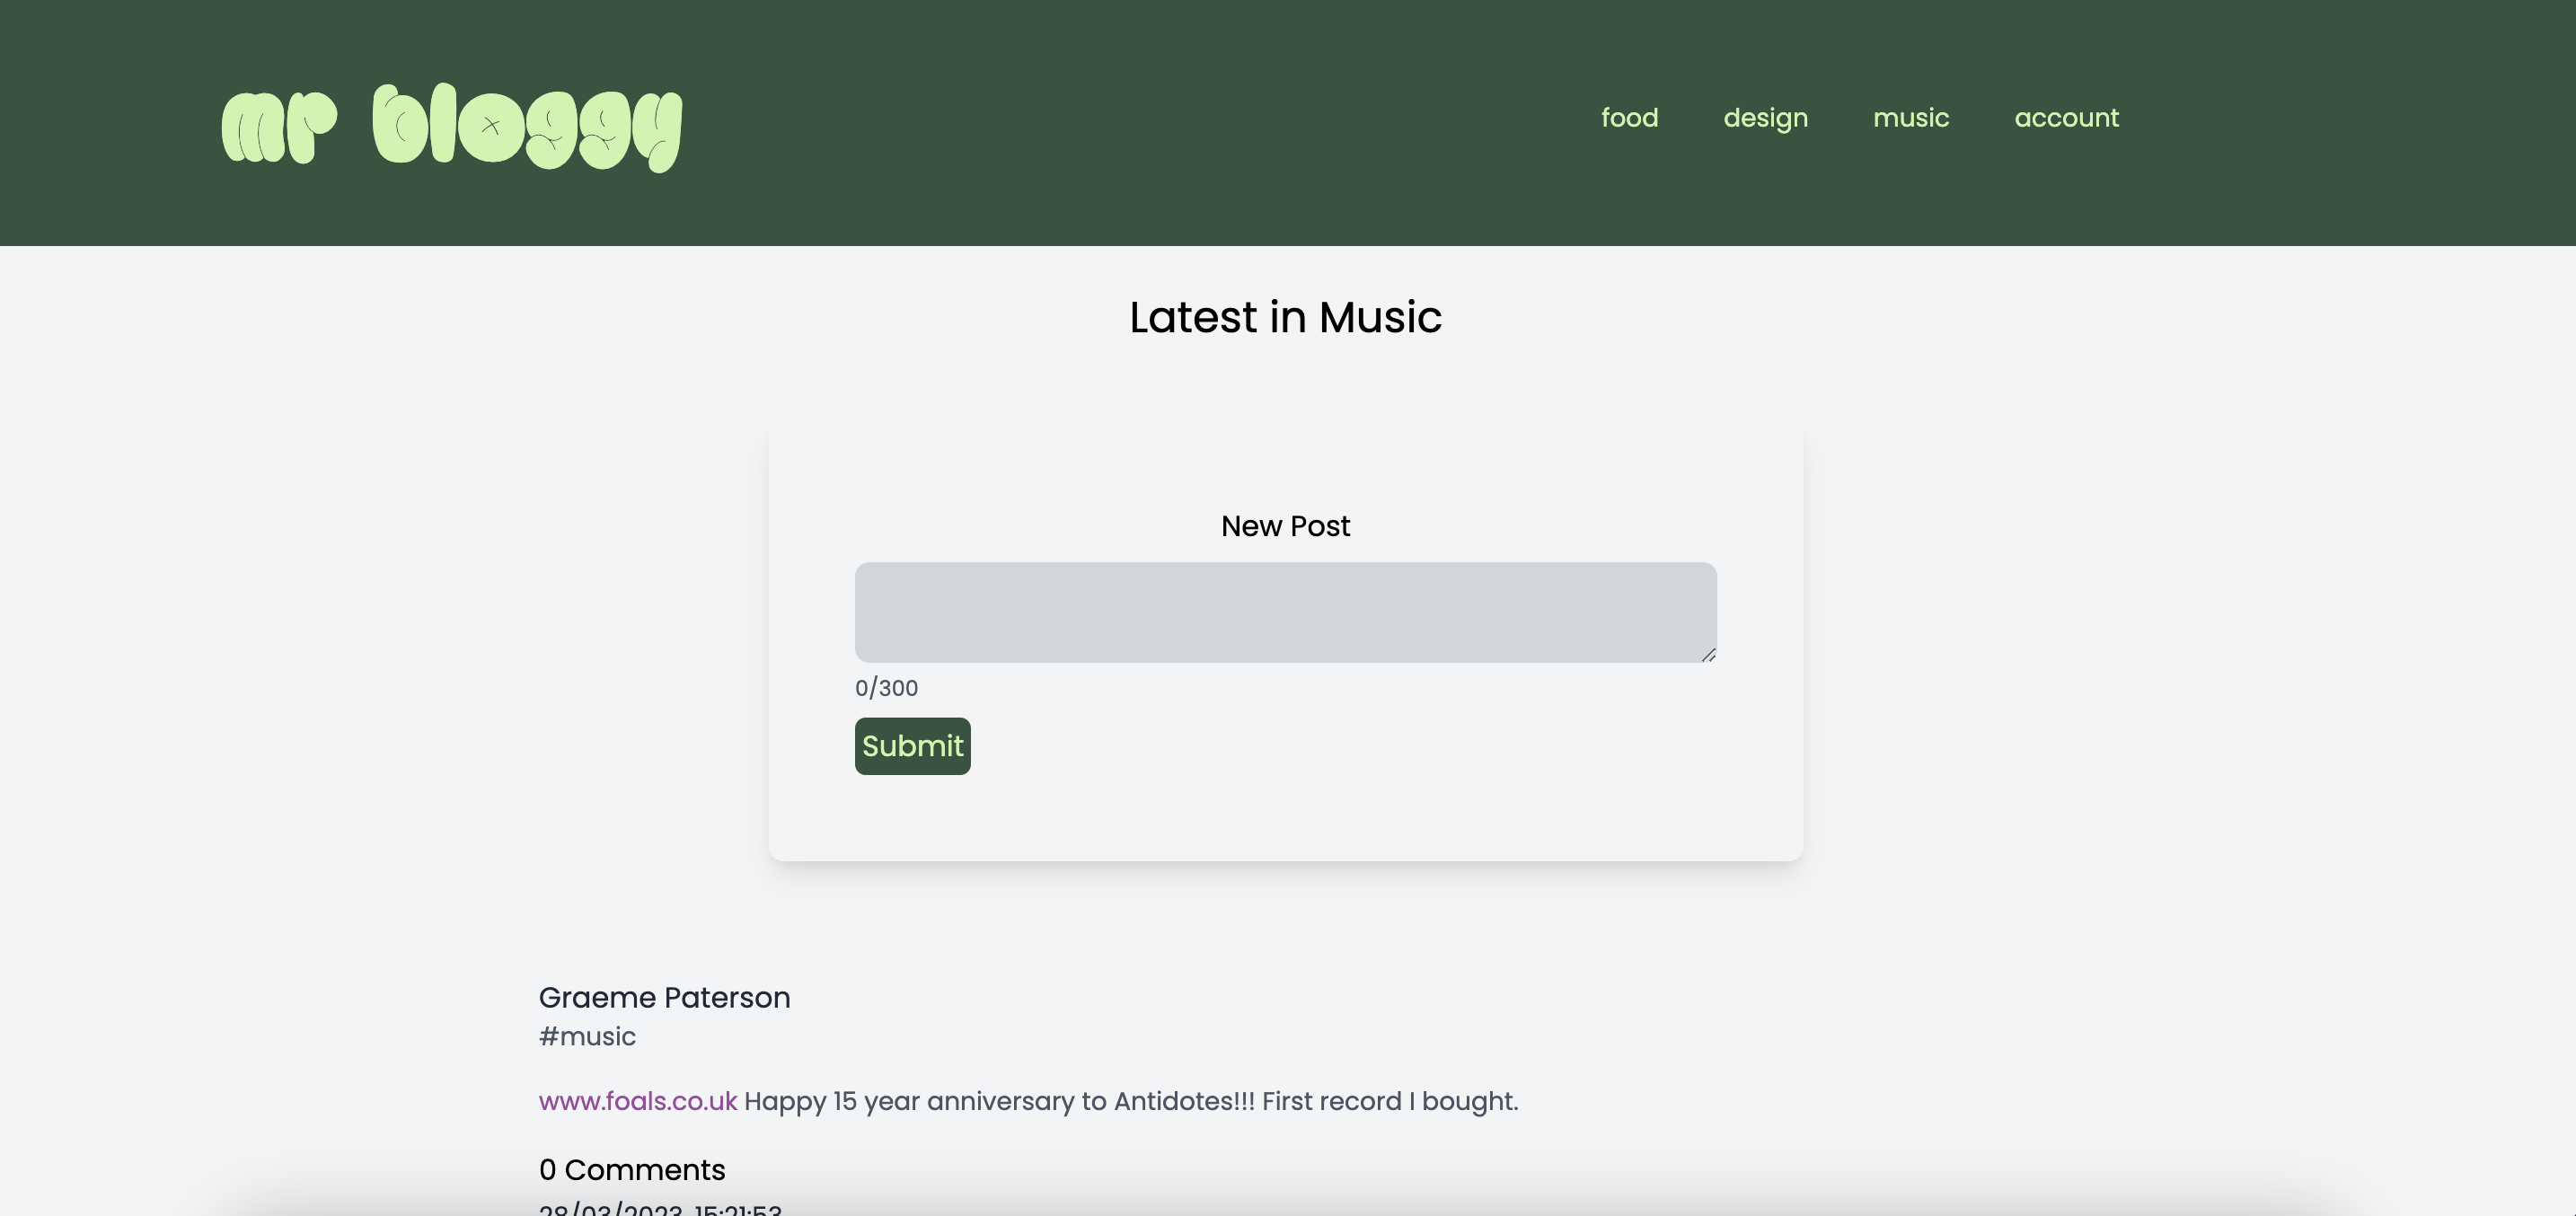 mr bloggy
food design music account
Latest in Music
New Post
0/300
Submit
Graeme Paterson
#music
www.foals.co.uk Happy 15 year anniversary to Antidotes!!! First record I bought.
0 Comments
28/03/2023, 15:21:53